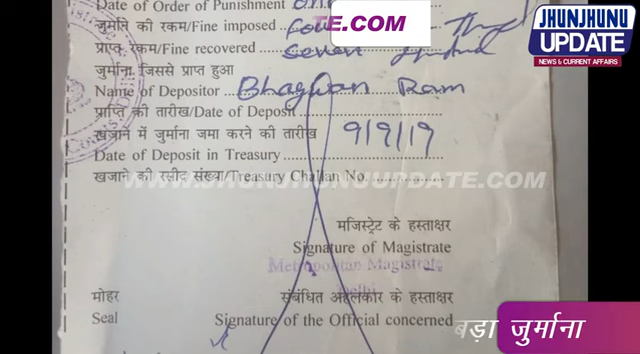 Date of Order of Punishment
जुर्माने की रकम/Fine imposed
TE.COM
JHUNJHUNU
UPDATE
NEWS & CURRENT AFFAIRS
प्राप्त रकम/Fine recovered Seven
जुर्माना जिससे प्राप्त हुआ
Name of Depositor Bhagwan Ram
प्राप्ति की तारीख/Date of Deposit
खजाने में जुर्माना जमा करने की तारीख
9/9/19
Date of Deposit in Treasury
खजाने की रसीद संख्या/Treasury Challan No.
WWW.JHUNJHUNUUPDATE.COM
मजिस्ट्रेट के हस्ताक्षर
Signature of Magistrate
Metropolitan Magistrate
Delhi
मोहर संबंधित अहलकार के हस्ताक्षर
Seal Signature of the Official concerned
बड़ा जुर्माना